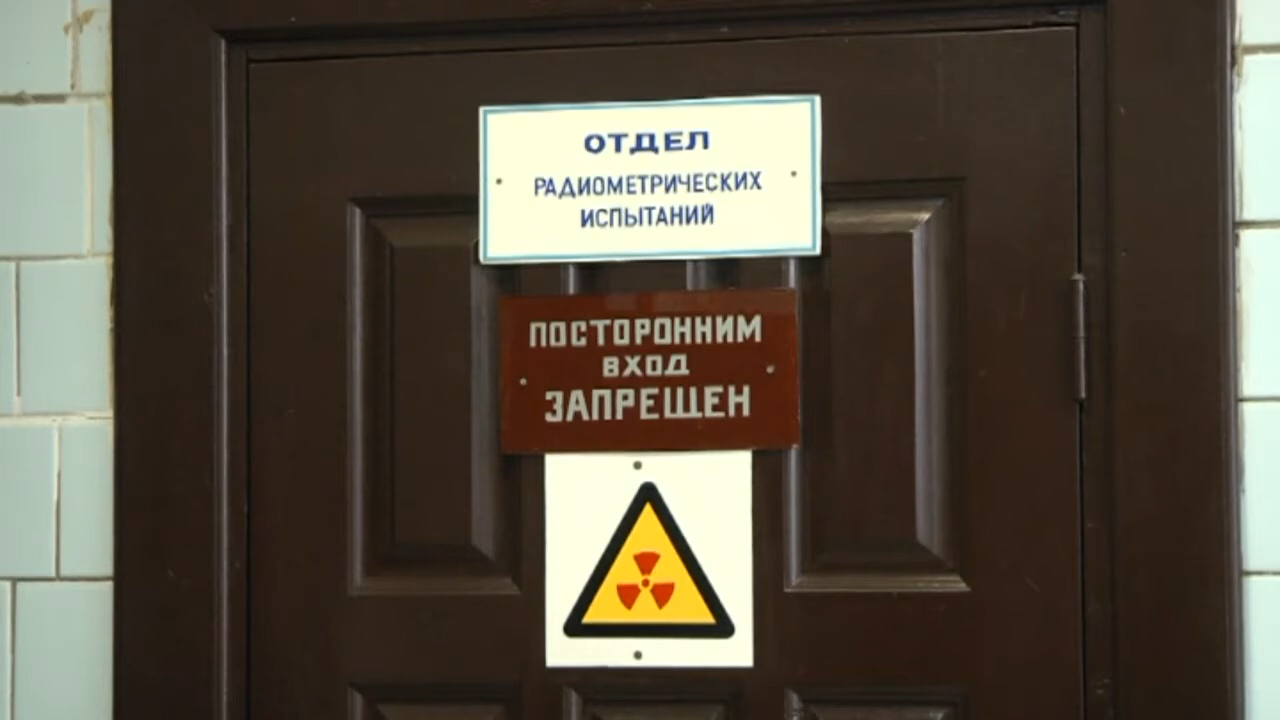 ОТДЕЛ
РАДИОМЕТРИЧЕСКИХ
ИСПЫТАНИЙ
ПОСТОРОННИМ
ВХОД
ЗАПРЕЩЕН